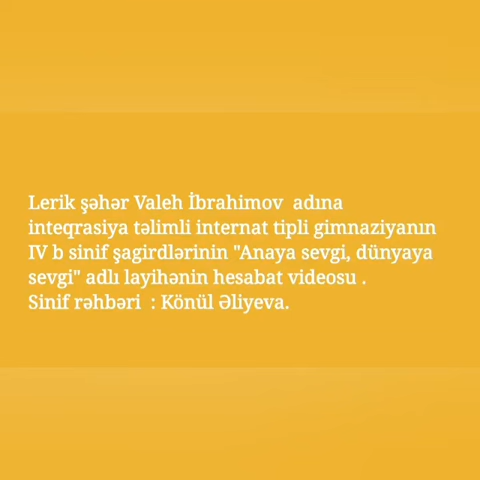 Lerik şəhər Valeh İbrahimov adına
inteqrasiya təlimli internat tipli gimnaziyanın
IV b sinif şagirdlərinin "Anaya sevgi, dünyaya
sevgi" adlı layihənin hesabat videosu .
Sinif rəhbəri : Könül Əliyeva.